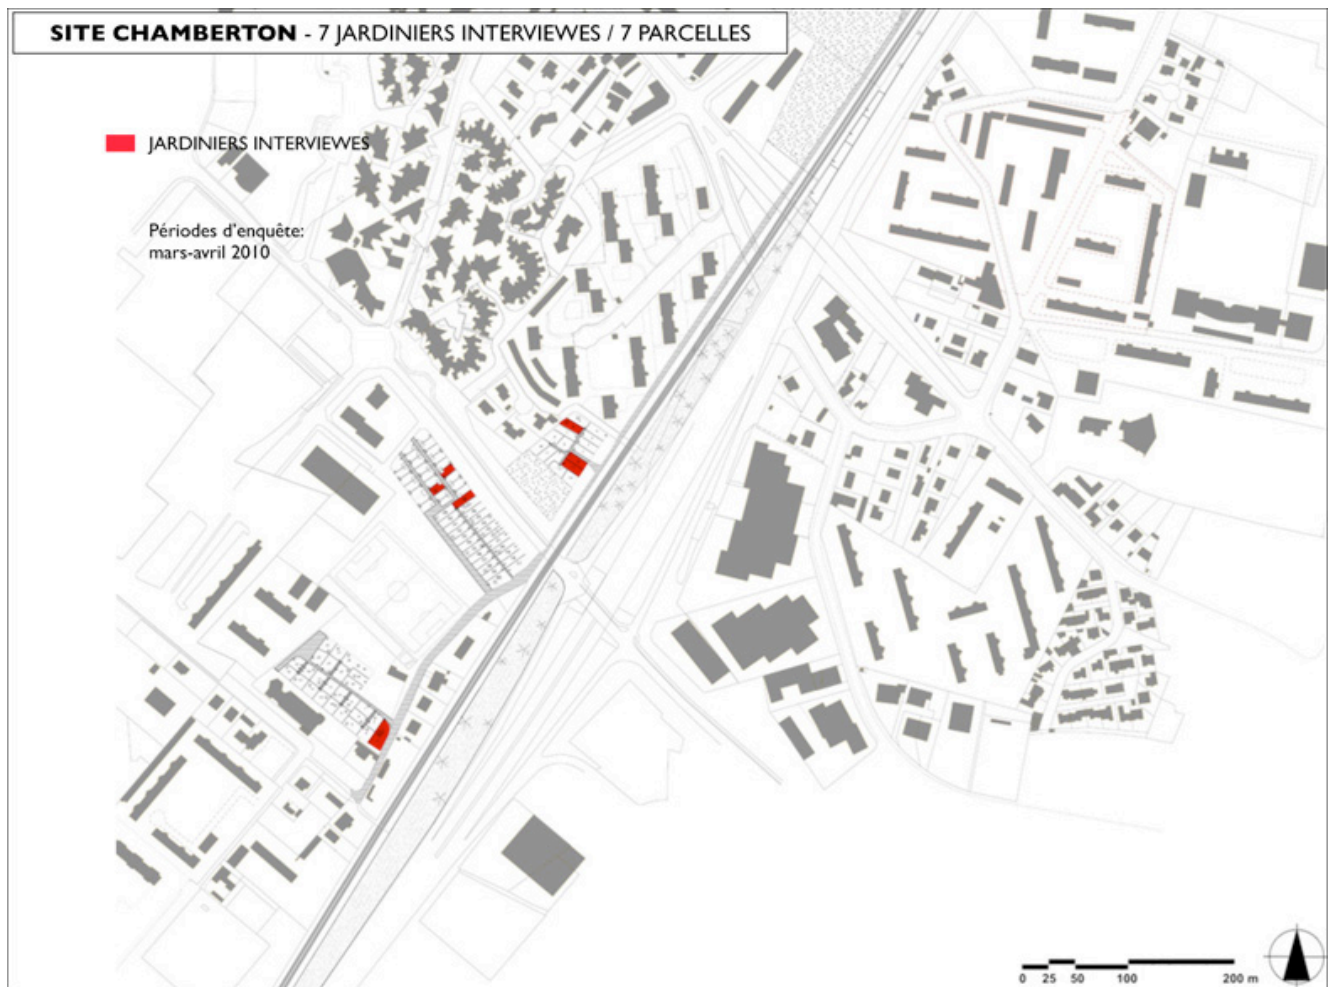 SITE CHAMBERTON - 7 JARDINIERS INTERVIEWES / 7 PARCELLES
JARDINIERS INTERVIEWES
Périodes d'enquête:
mars-avril 2010
0 25 50 100 200 m